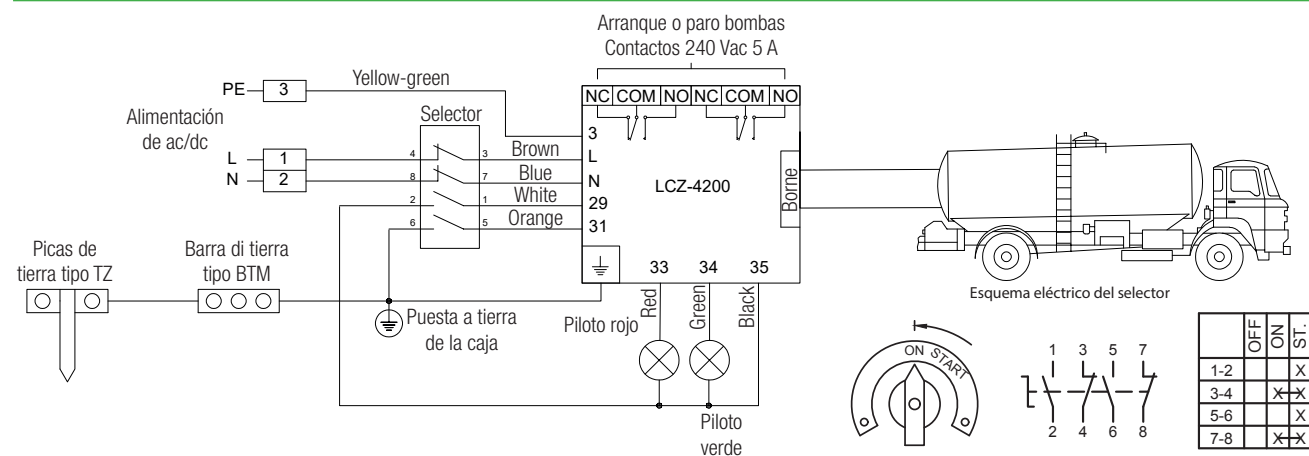 Arranque o paro bombas
Contactos 240 Vac 5 A
NC COM NO NC COM NO
PE 3 Yellow-green
Alimentación
de ac/dc
Selector
3
L 1 4 3 Brown L
N 2 8 7 Blue N
2 1 White 29
6 5 Orange 31
LCZ-4200
Borne
Picas de
tierra tipo TZ
Barra di tierra
tipo BTM
Puesta a tierra
de la caja
33 34 35
Piloto rojo
Red
Green
Black
Piloto
verde
Esquema eléctrico del selector
ON START
1 3 5 7
2 4 6 8
OFF ON ST.
1-2 X
3-4 X X
5-6 X
7-8 X X